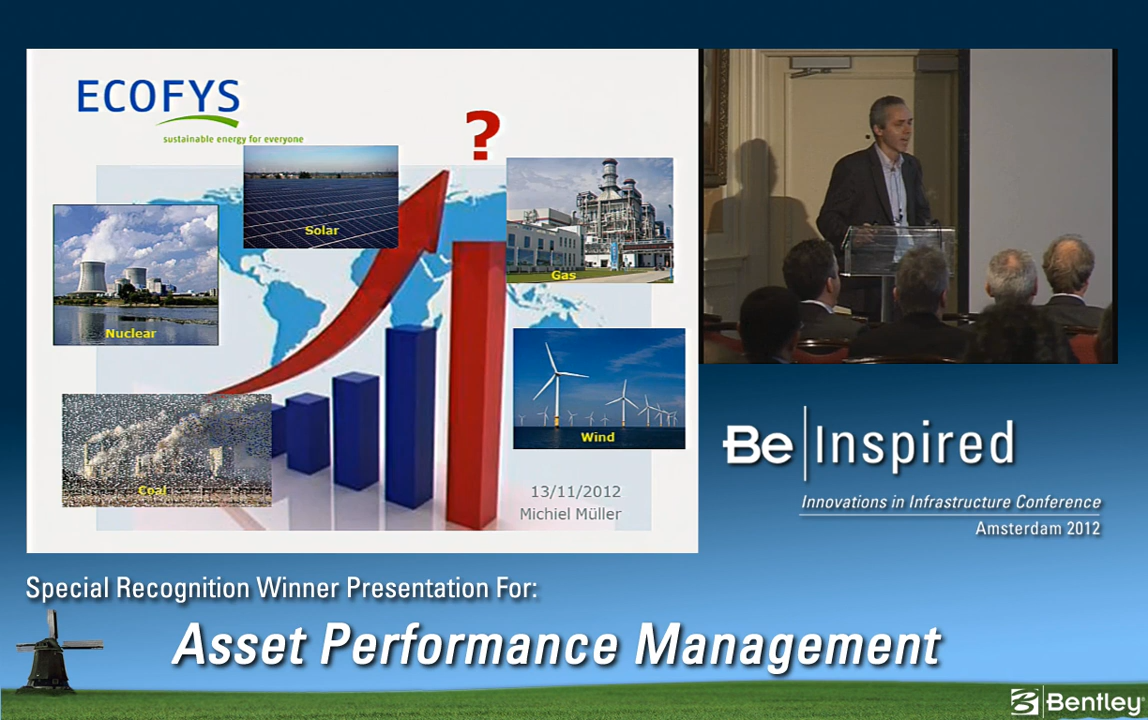 ECOFYS
sustainable energy for everyone
?
Solar
Gas
Nuclear
Wind
Coal
13/11/2012
Michiel Müller
Be Inspired
Innovations in Infrastructure Conference
Amsterdam 2012
Special Recognition Winner Presentation For:
Asset Performance Management
Bentley